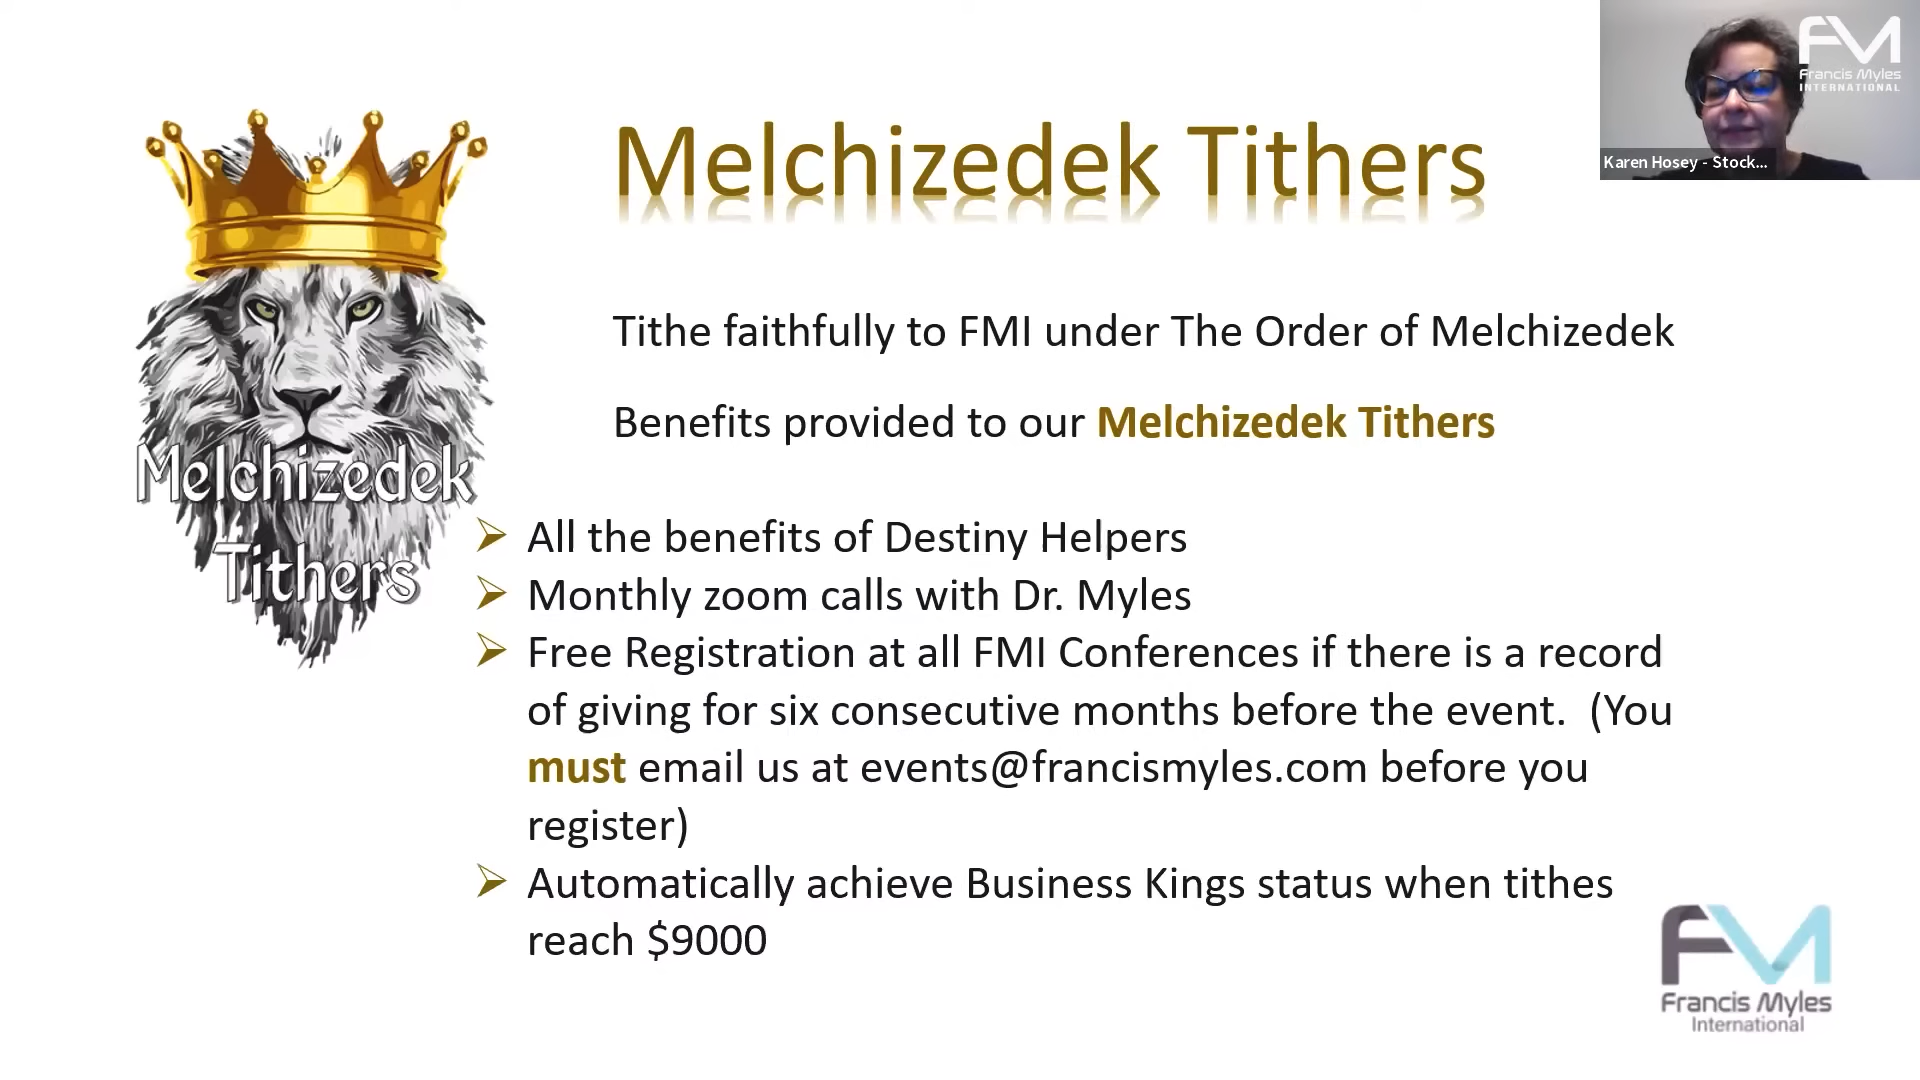 Melchizedek Tithers
FM
Francis Myles
INTERNATIONAL
Karen Hosey - Stock...
Tithe faithfully to FMI under The Order of Melchizedek
Benefits provided to our Melchizedek Tithers
Melchizedek
Tithers
➢ All the benefits of Destiny Helpers
➢ Monthly zoom calls with Dr. Myles
➢ Free Registration at all FMI Conferences if there is a record
of giving for six consecutive months before the event. (You
must email us at events@francismyles.com before you
register)
➢ Automatically achieve Business Kings status when tithes
reach $9000
FM
Francis Myles
International